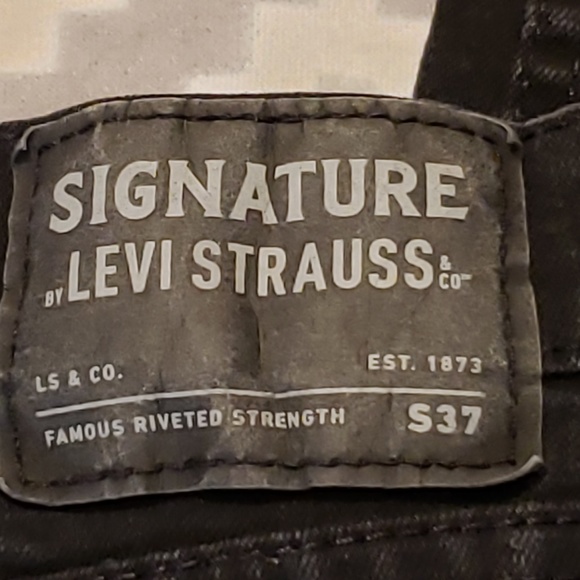 SIGNATURE
BY LEVI STRAUSS & CO™
LS & CO.
EST. 1873
FAMOUS RIVETED STRENGTH
S37